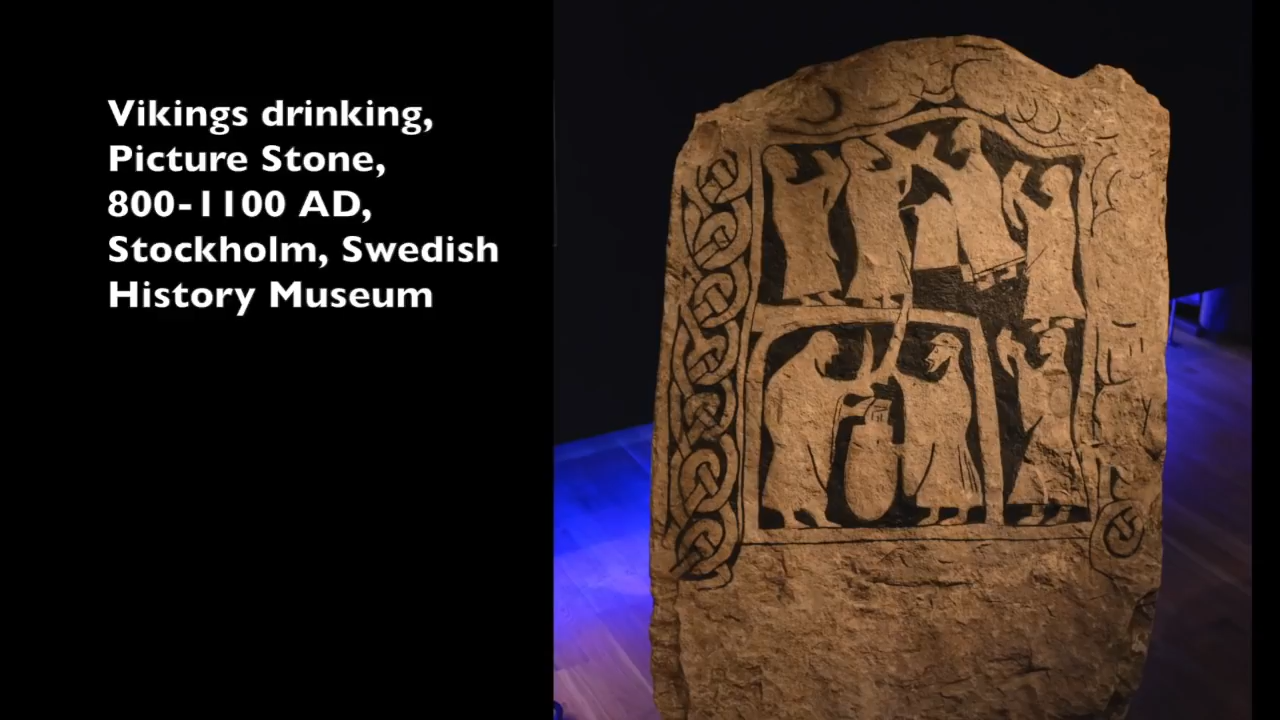 Vikings drinking,
Picture Stone,
800-1100 AD,
Stockholm, Swedish
History Museum